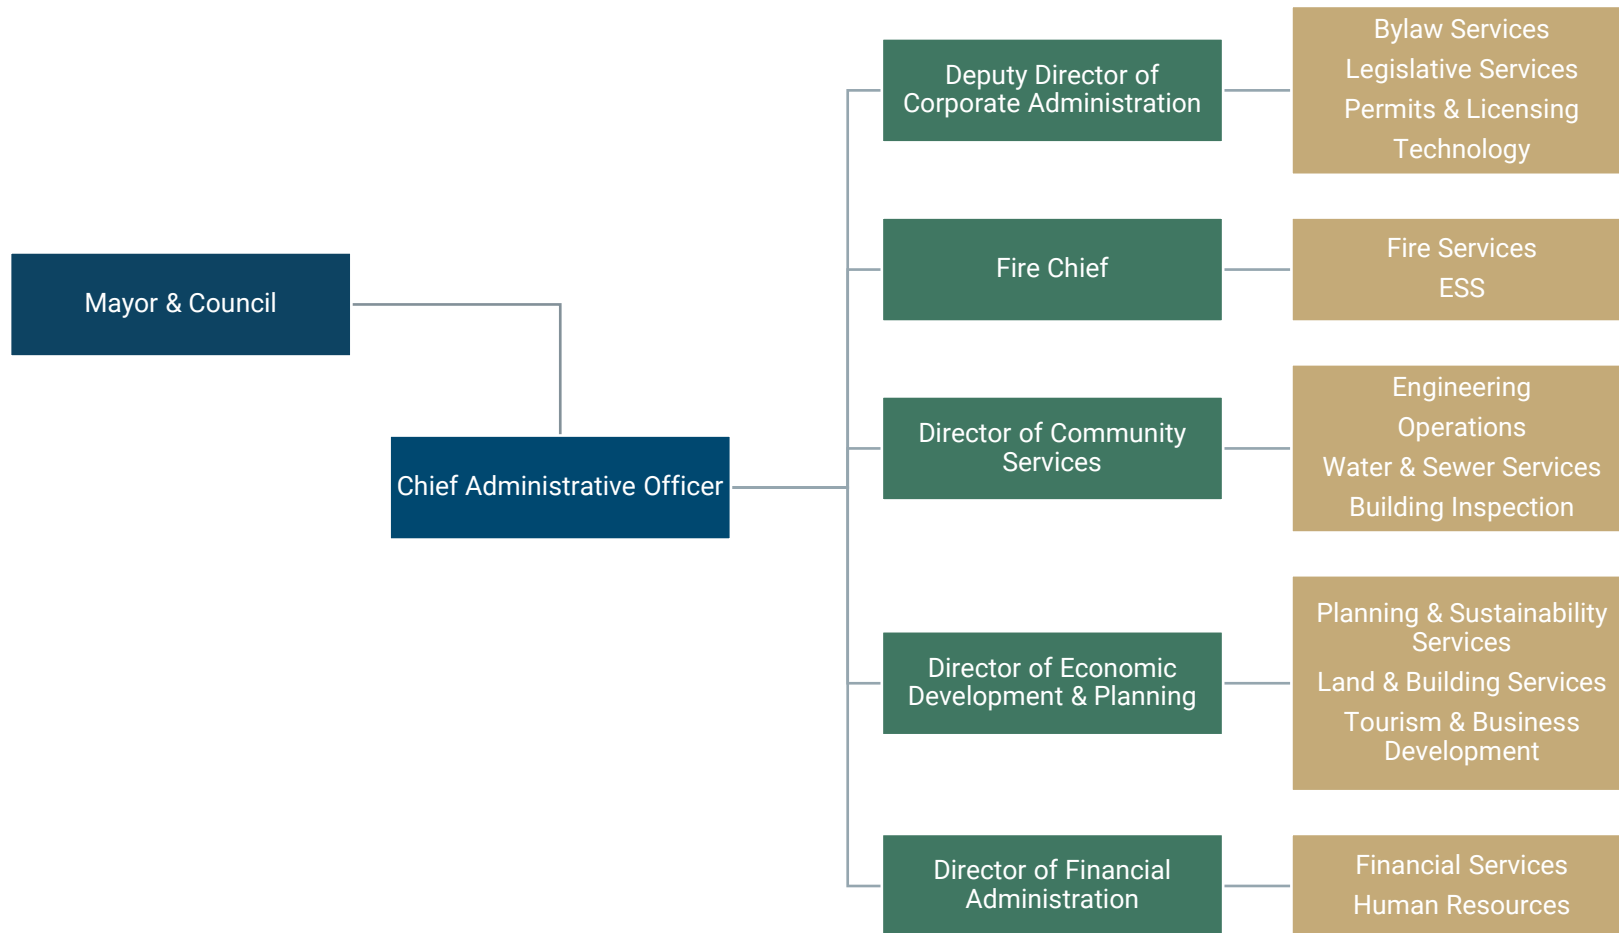 Mayor & Council
Chief Administrative Officer
Deputy Director of
Corporate Administration
Bylaw Services
Legislative Services
Permits & Licensing
Technology
Fire Chief
Fire Services
ESS
Director of Community
Services
Engineering
Operations
Water & Sewer Services
Building Inspection
Director of Economic
Development & Planning
Planning & Sustainability
Services
Land & Building Services
Tourism & Business
Development
Director of Financial
Administration
Financial Services
Human Resources